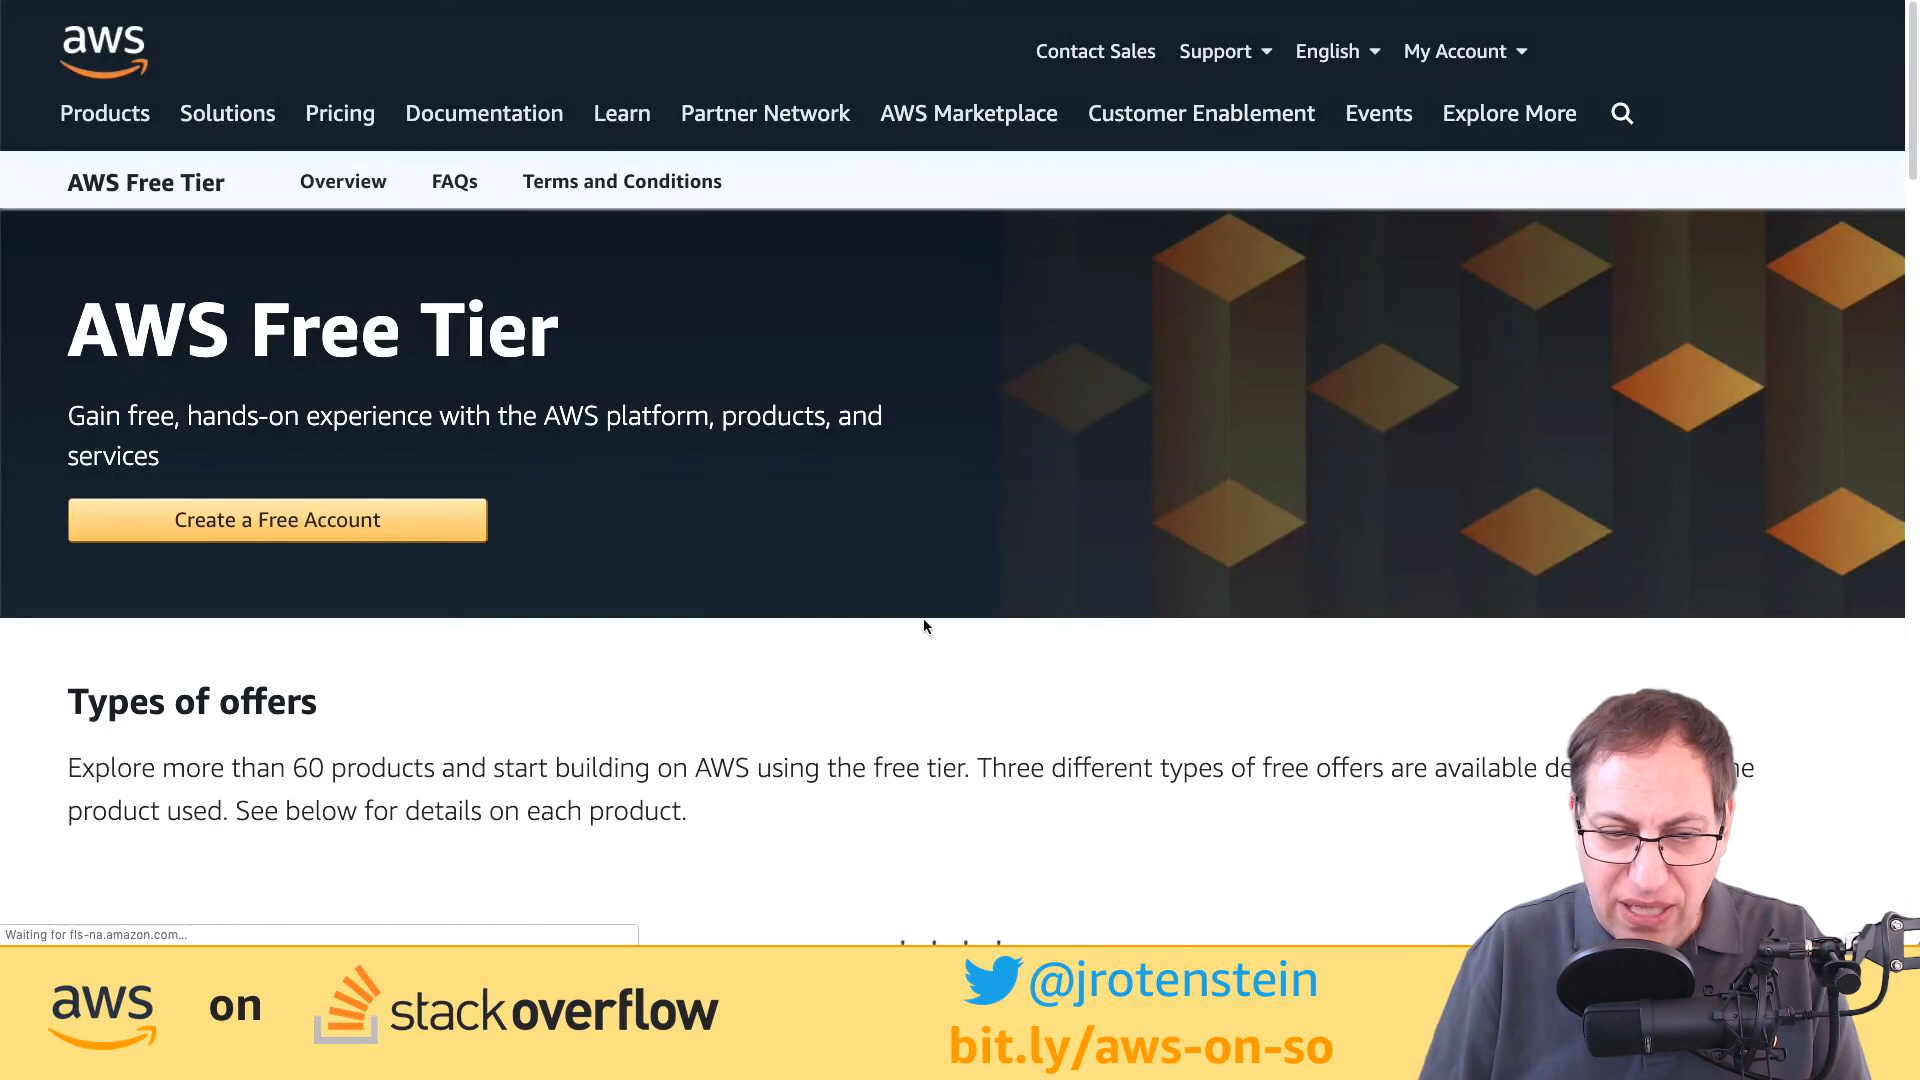 aws
Contact Sales Support English My Account
Products Solutions Pricing Documentation Learn Partner Network AWS Marketplace Customer Enablement Events Explore More
AWS Free Tier Overview FAQs Terms and Conditions
AWS Free Tier
Gain free, hands-on experience with the AWS platform, products, and
services
Create a Free Account
Types of offers
Explore more than 60 products and start building on AWS using the free tier. Three different types of free offers are available
product used. See below for details on each product.
Waiting for fls-na.amazon.com...
aws on stackoverflow
@jrotenstein
bit.ly/aws-on-so